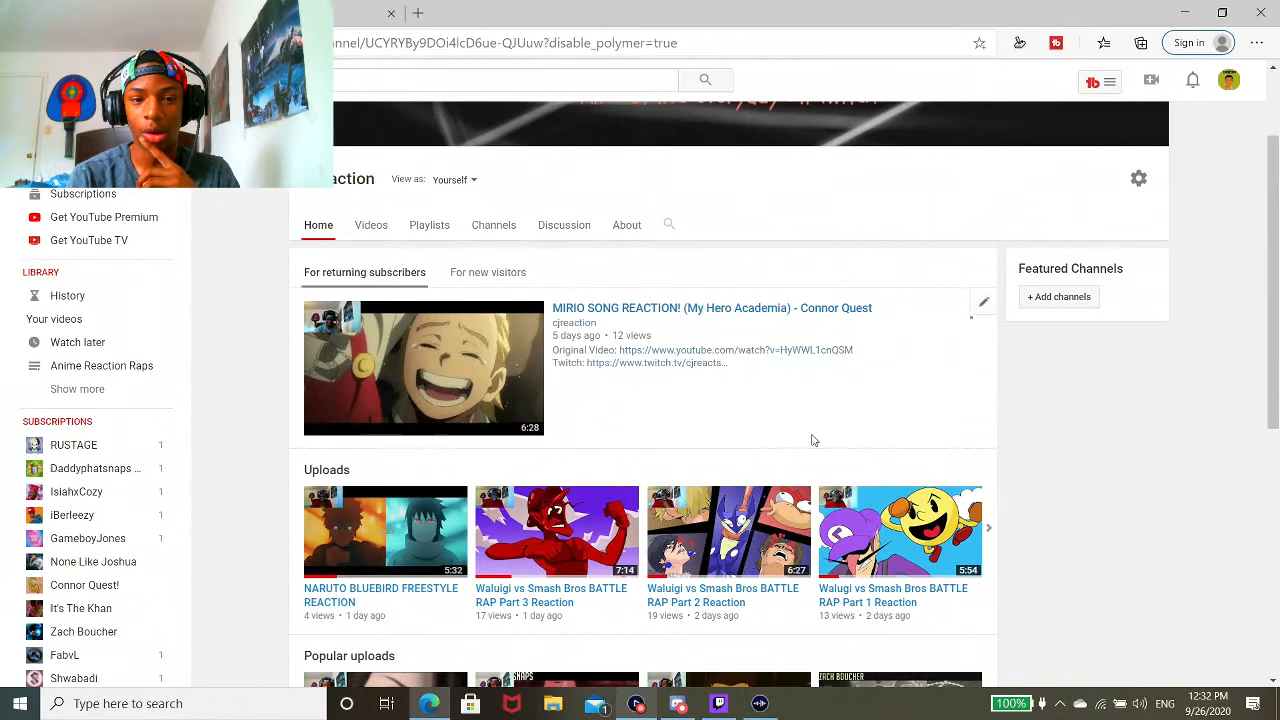 nnel/UCYRYBy9DOi4lcD6ue-QJUuw?disable_polymer=true
Sign in
action
View as: Yourself
Home Videos Playlists Channels Discussion About
Subscriptions
Get YouTube Premium
Get YouTube TV
LIBRARY
History
Your videos
Watch later
Anime Reaction Raps
Show more
SUBSCRIPTIONS
RUSTAGE 1
Daddyphatsnaps ... 1
IsiahxCozy 1
iBerleezy 1
GameboyJones 1
None Like Joshua
Connor Quest!
It's The Khan
Zach Boucher
FabvL 1
Shwabadi 1
For returning subscribers For new visitors
MIRIO SONG REACTION! (My Hero Academia) - Connor Quest
cjreaction
5 days ago • 12 views
Original Video: https://www.youtube.com/watch?v=HyWWL1cnQSM
Twitch: https://www.twitch.tv/cjreacts...
6:28
Featured Channels
+ Add channels
Uploads
5:32 7:14 6:27 5:54
NARUTO BLUEBIRD FREESTYLE
REACTION
4 views • 1 day ago
Waluigi vs Smash Bros BATTLE
RAP Part 3 Reaction
17 views • 1 day ago
Waluigi vs Smash Bros BATTLE
RAP Part 2 Reaction
19 views • 2 days ago
Walugi vs Smash Bros BATTLE
RAP Part 1 Reaction
13 views • 2 days ago
Popular uploads
ZACH BOUCHER
Type here to search
1
100%
ENG
12:32 PM
9/26/2020